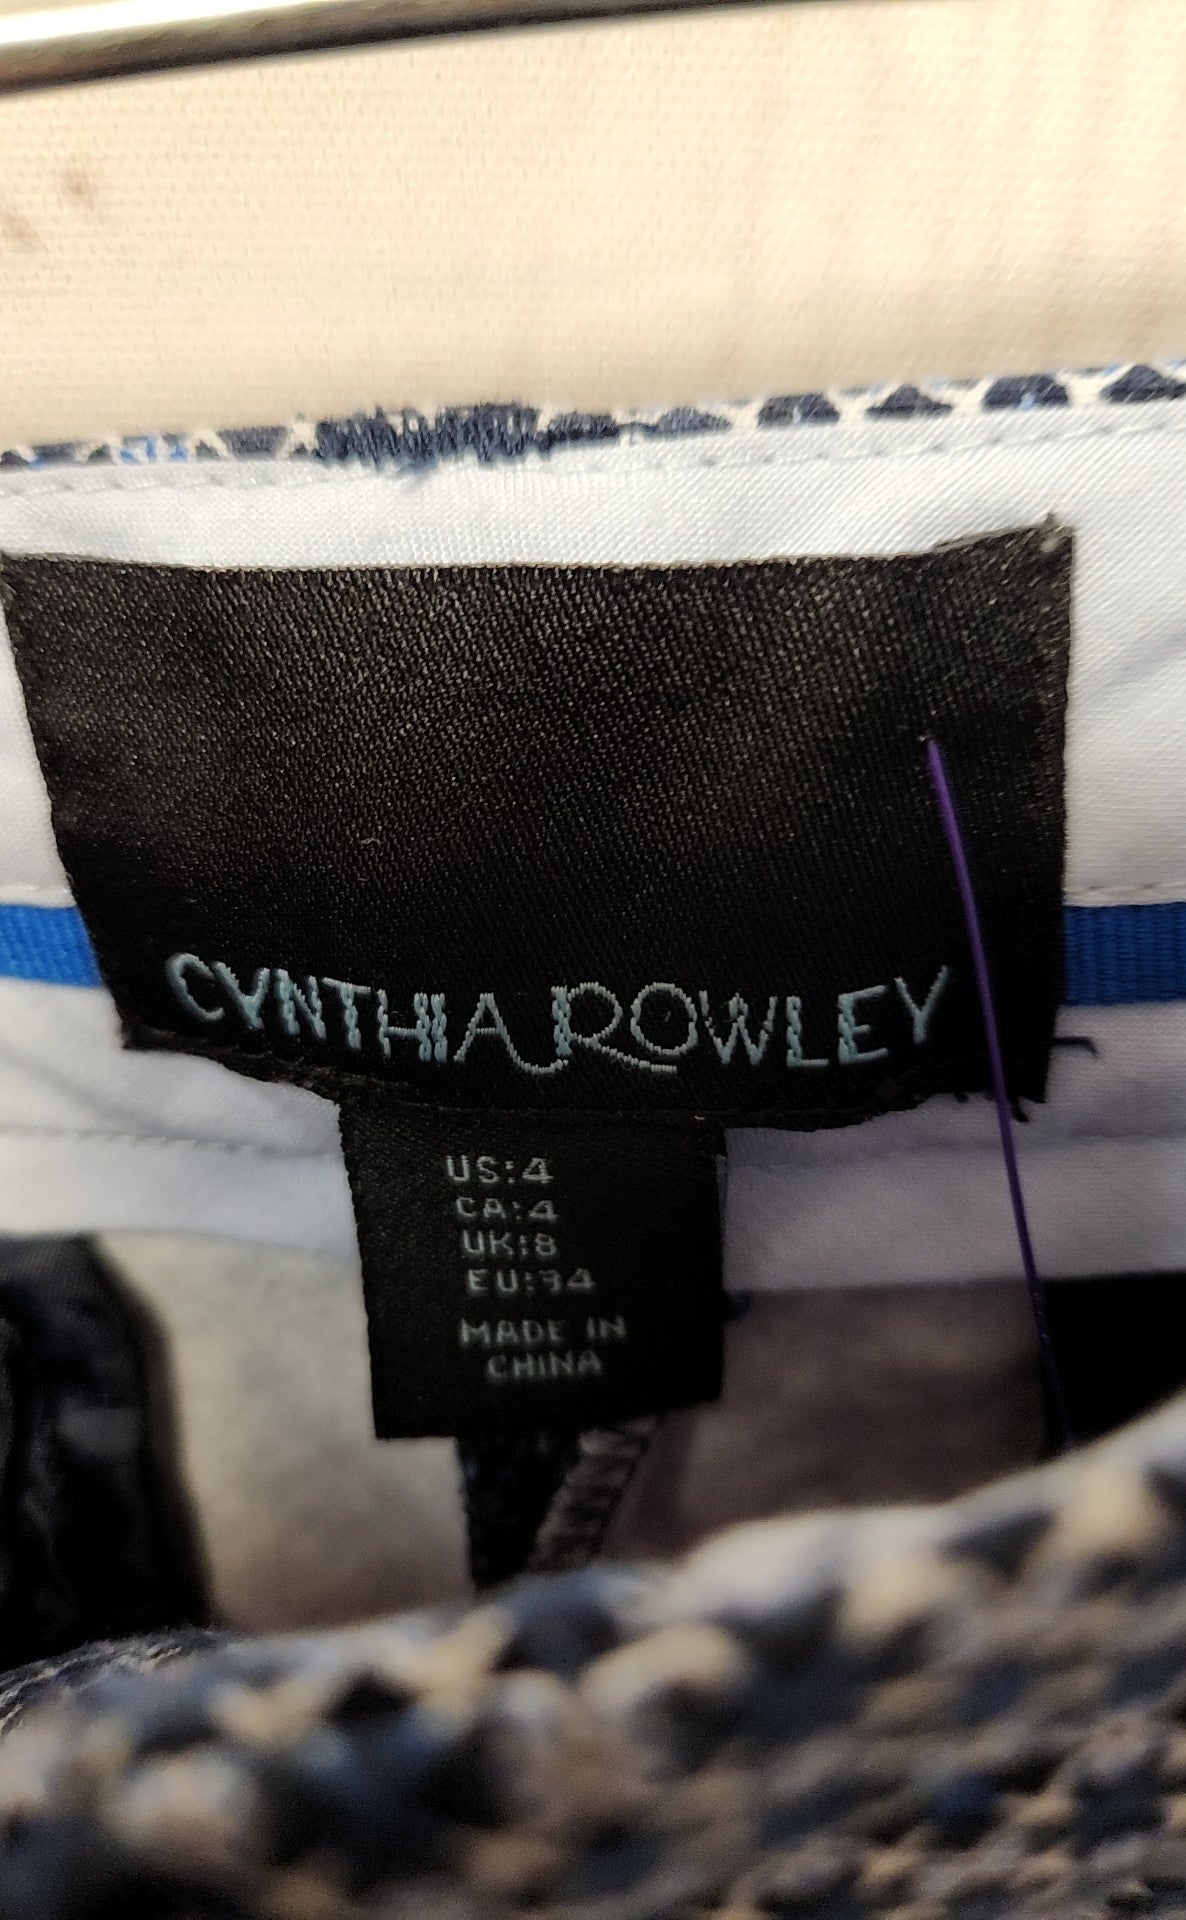 CYNTHIA ROWLEY
US:4
CA:4
UK:8
EU:34
MADE IN
CHINA